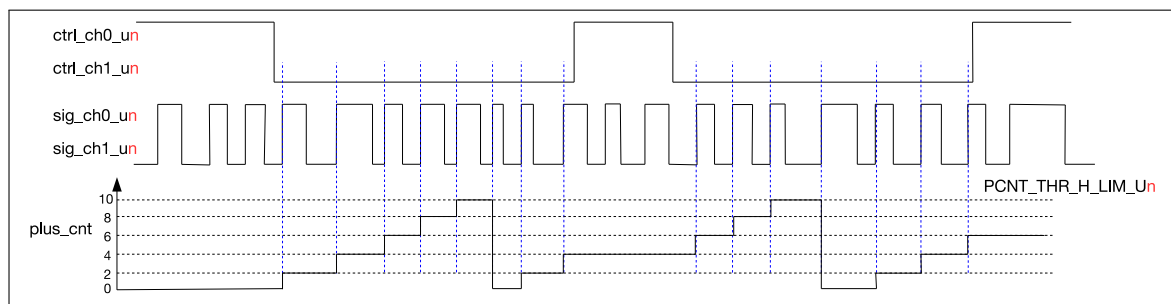 ctrl_ch0_un
ctrl_ch1_un
sig_ch0_un
sig_ch1_un
PCNT_THR_H_LIM_Un
plus_cnt
10
8
6
4
2
0